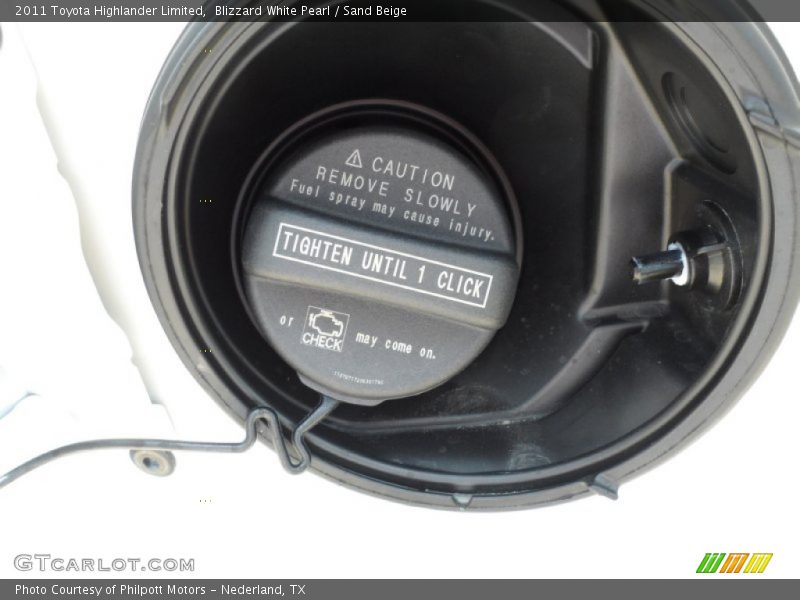 2011 Toyota Highlander Limited,  Blizzard White Pearl / Sand Beige
CAUTION
REMOVE SLOWLY
Fuel spray may cause injury.
TIGHTEN UNTIL 1 CLICK
or CHECK may come on.
GTCARLOT.COM
Photo Courtesy of Philpott Motors - Nederland, TX